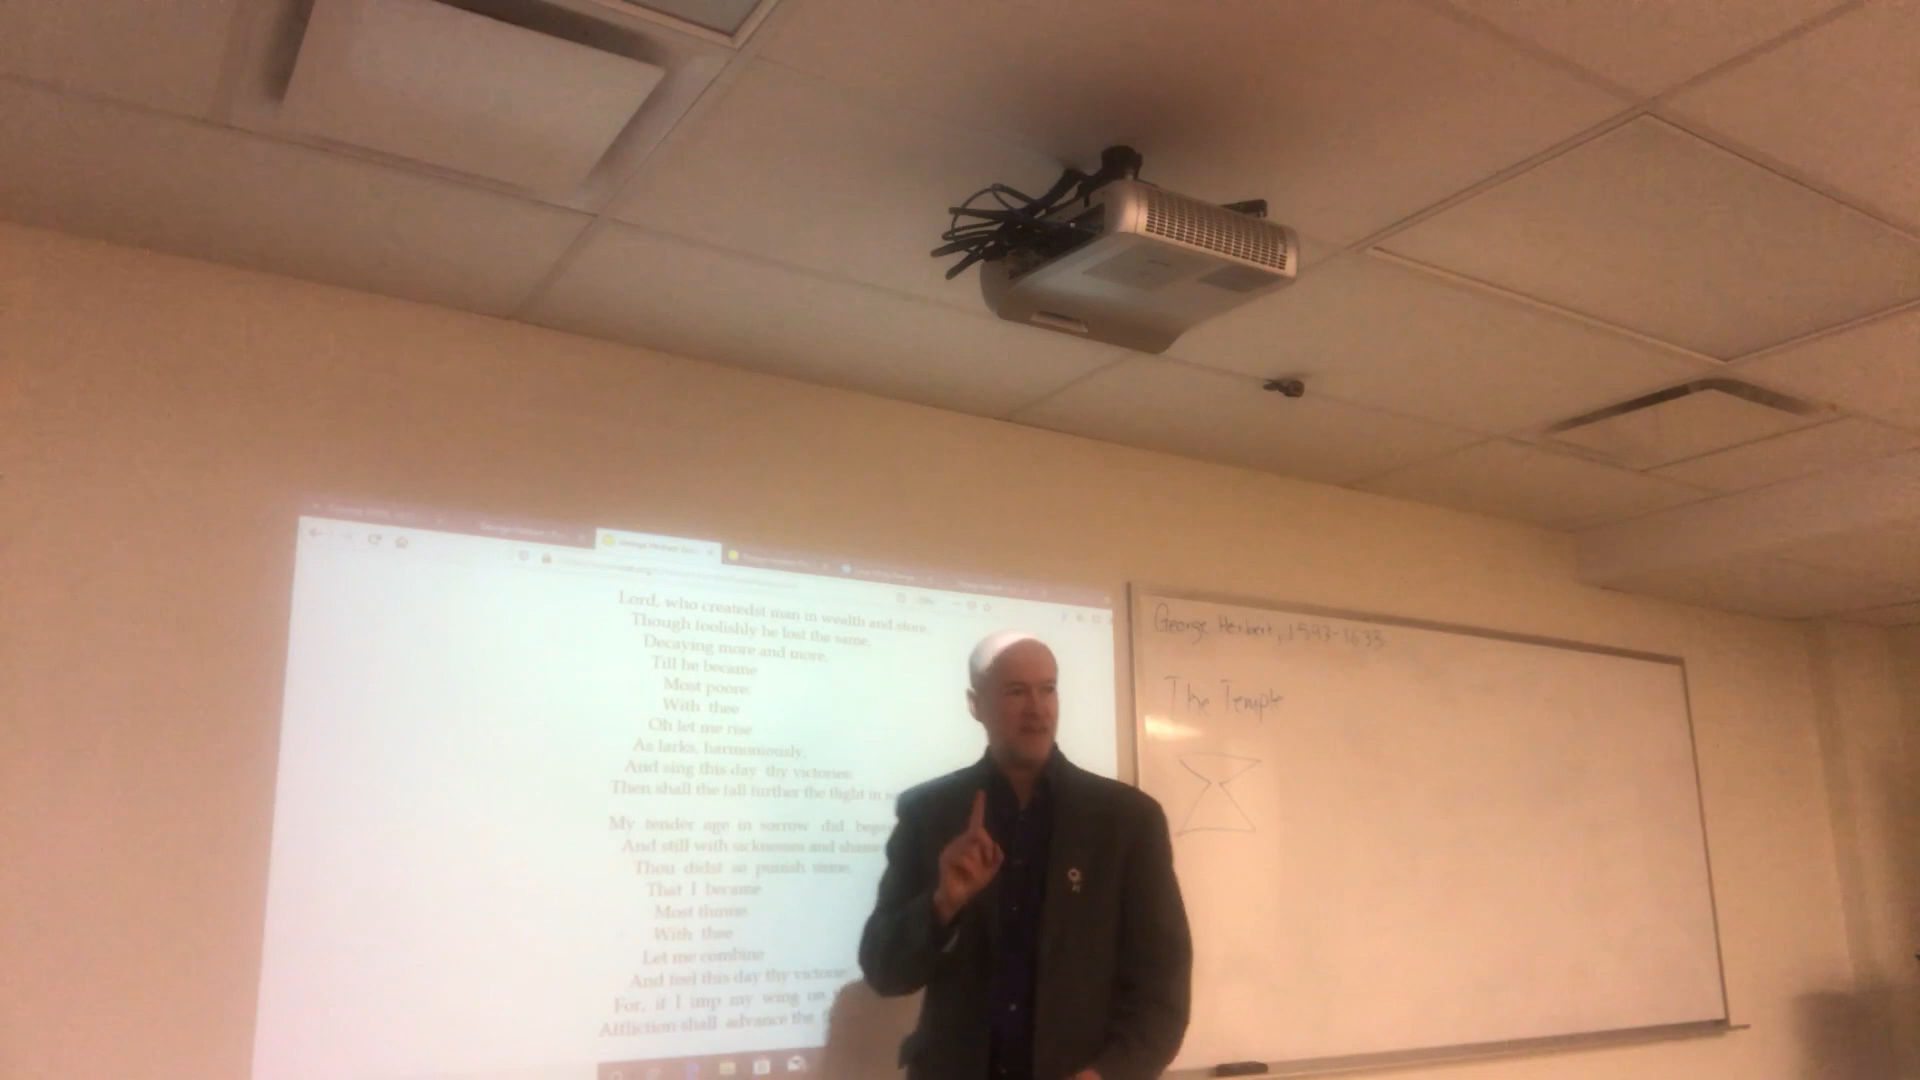 Lord, who createdst man in wealth and store,
Though foolishly he lost the same,
Decaying more and more,
Till he became
Most poore:
With thee
Oh let me rise
As larks, harmoniously,
And sing this day thy victories:
Then shall the fall further the flight in
My tender age in sorrow did
And still with sicknesses and shame
Thou didst so punish sinne,
That I became
Most thinne.
With thee
Let me combine
And feel this day thy victorie
For, if I imp my wing on
Affliction shall advance the
George Herbert, 1593-1633
The Temple